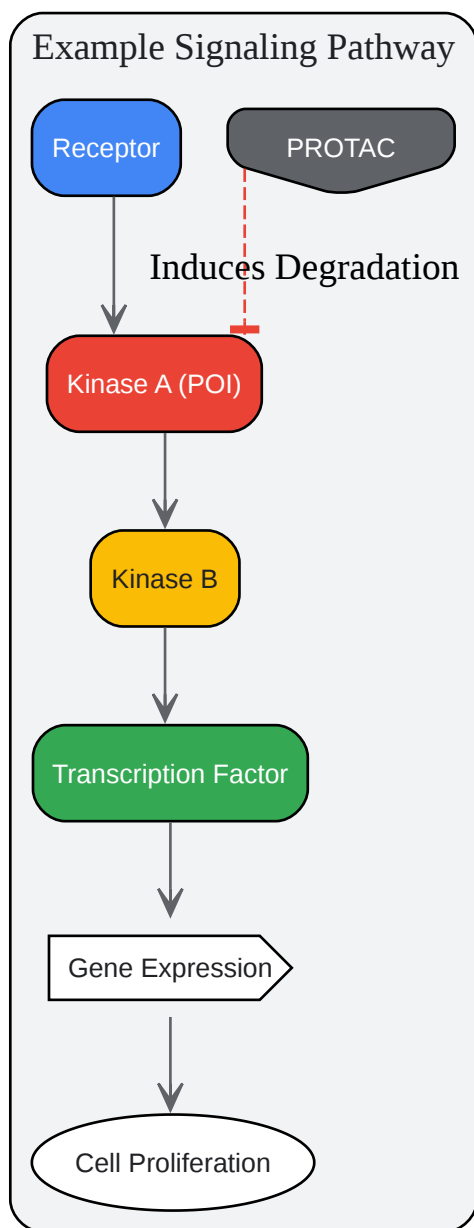 Example Signaling Pathway
Receptor
PROTAC
Induces Degradation
Kinase A (POI)
Kinase B
Transcription Factor
Gene Expression
Cell Proliferation